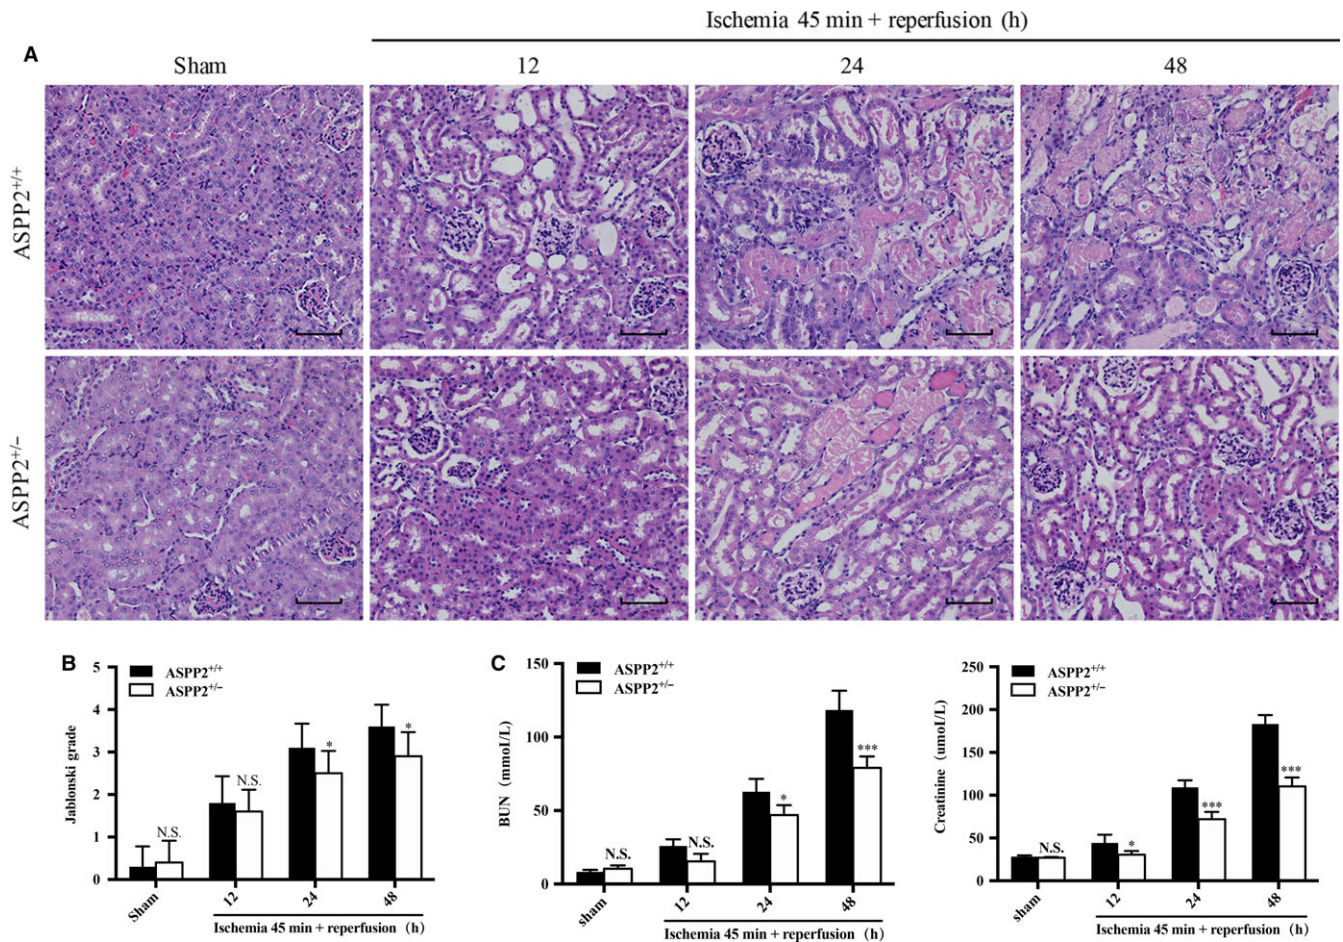 Ischemia 45 min + reperfusion (h)
A
Sham
12
24
48
ASPP2+/+
ASPP2+/−
B
5
4
3
2
1
0
Jablonski grade
ASPP2+/+
ASPP2+/−
N.S.
N.S.
*
*
Sham
12
24
48
Ischemia 45 min + reperfusion (h)
C
150
100
50
0
BUN (mmol/L)
ASPP2+/+
ASPP2+/−
N.S.
N.S.
*
***
sham
12
24
48
Ischemia 45 min + reperfusion (h)
250
200
150
100
50
0
Creatinine (umol/L)
ASPP2+/+
ASPP2+/−
N.S.
*
***
***
sham
12
24
48
Ischemia 45 min + reperfusion (h)